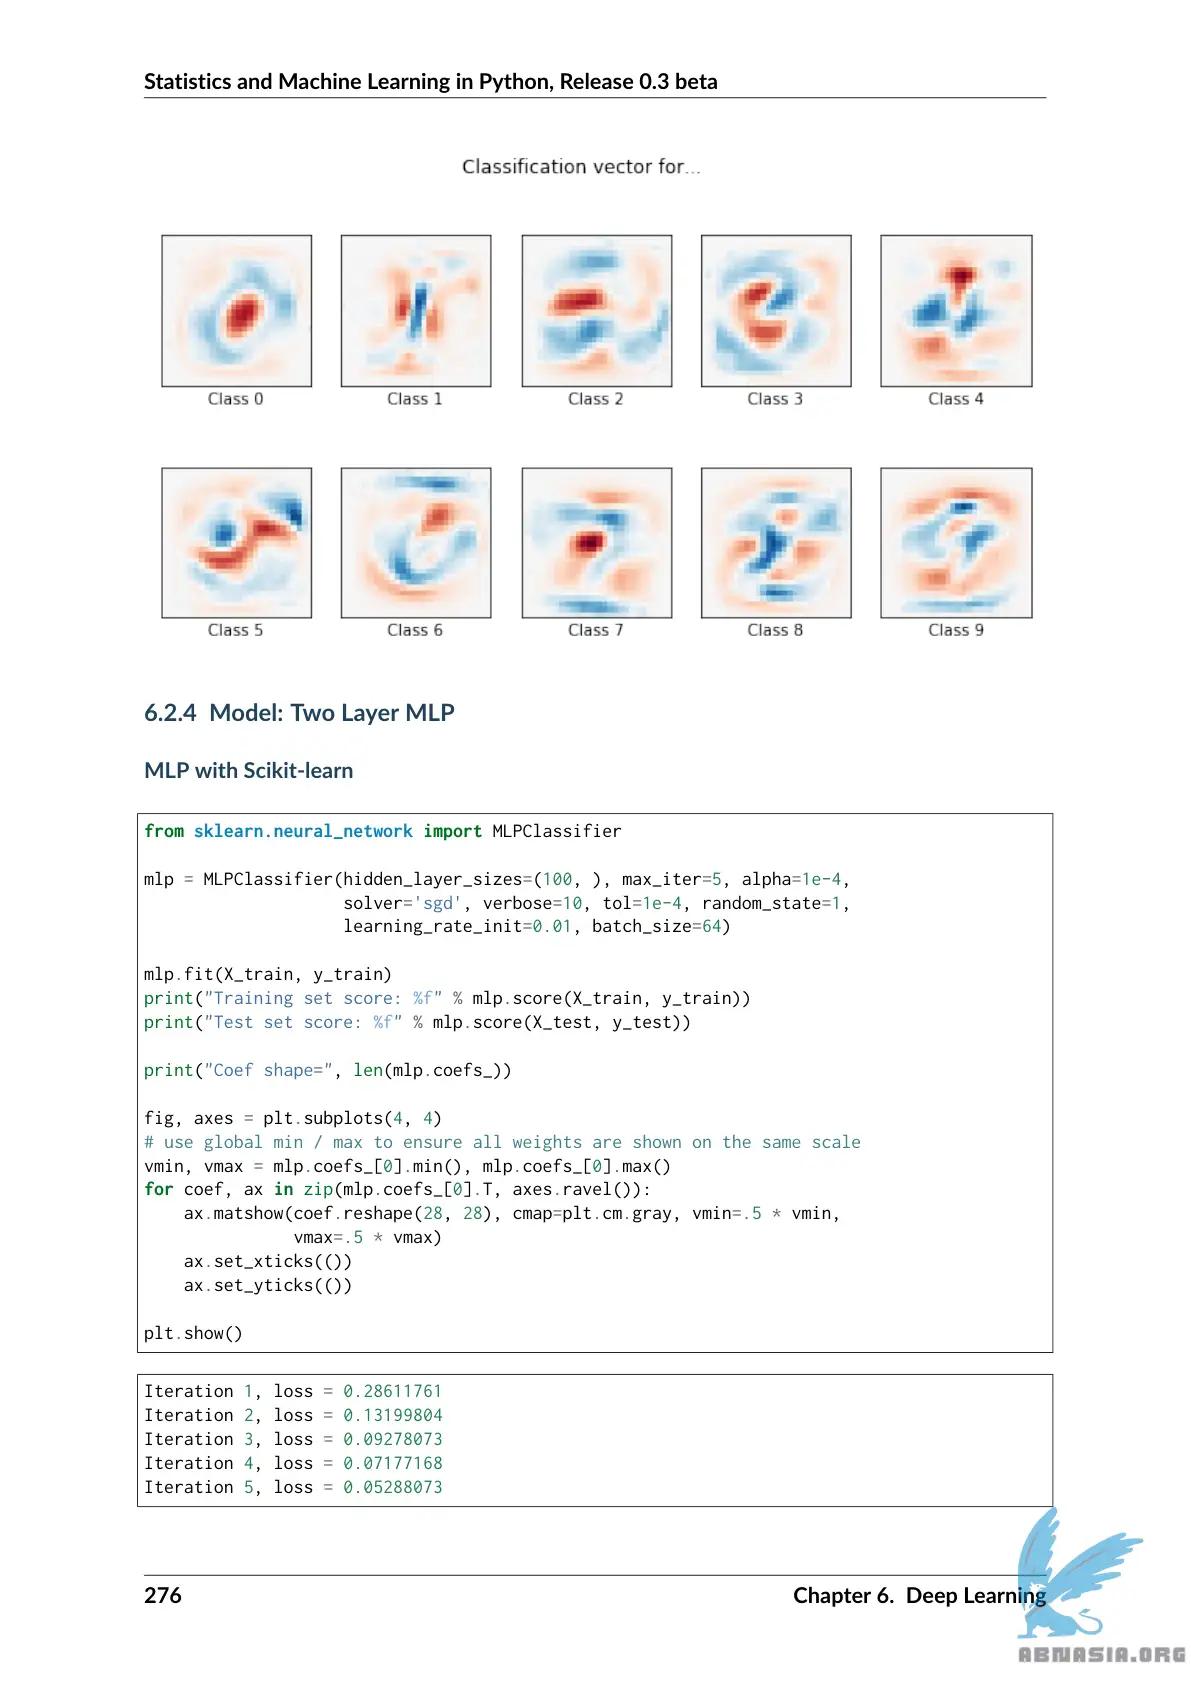 Statistics and Machine Learning in Python, Release 0.3 beta
Classification vector for...
Class 0 Class 1 Class 2 Class 3 Class 4
Class 5 Class 6 Class 7 Class 8 Class 9
6.2.4 Model: Two Layer MLP
MLP with Scikit-learn
from sklearn.neural_network import MLPClassifier
mlp = MLPClassifier(hidden_layer_sizes=(100, ), max_iter=5, alpha=1e-4,
                    solver='sgd', verbose=10, tol=1e-4, random_state=1,
                    learning_rate_init=0.01, batch_size=64)
mlp.fit(X_train, y_train)
print("Training set score: %f" % mlp.score(X_train, y_train))
print("Test set score: %f" % mlp.score(X_test, y_test))
print("Coef shape=", len(mlp.coefs_))
fig, axes = plt.subplots(4, 4)
# use global min / max to ensure all weights are shown on the same scale
vmin, vmax = mlp.coefs_[0].min(), mlp.coefs_[0].max()
for coef, ax in zip(mlp.coefs_[0].T, axes.ravel()):
    ax.matshow(coef.reshape(28, 28), cmap=plt.cm.gray, vmin=.5 * vmin,
               vmax=.5 * vmax)
    ax.set_xticks(())
    ax.set_yticks(())
plt.show()
Iteration 1, loss = 0.28611761
Iteration 2, loss = 0.13199804
Iteration 3, loss = 0.09278073
Iteration 4, loss = 0.07177168
Iteration 5, loss = 0.05288073
276 Chapter 6. Deep Learning
ABNASIA.ORG